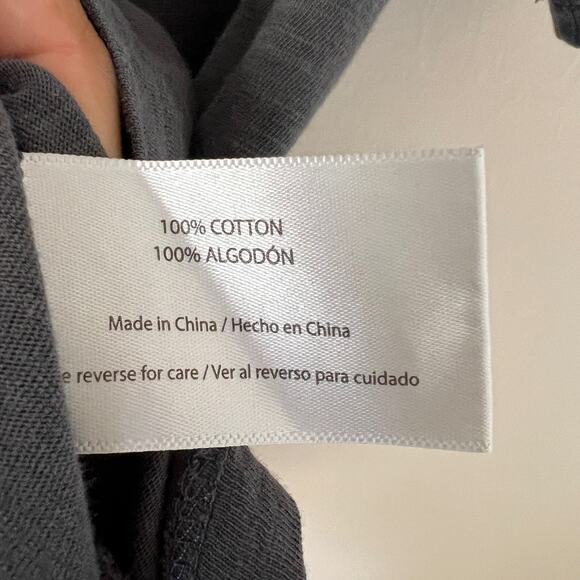 100% COTTON
100% ALGODÓN
Made in China / Hecho en China
reverse for care / Ver al reverso para cuidado